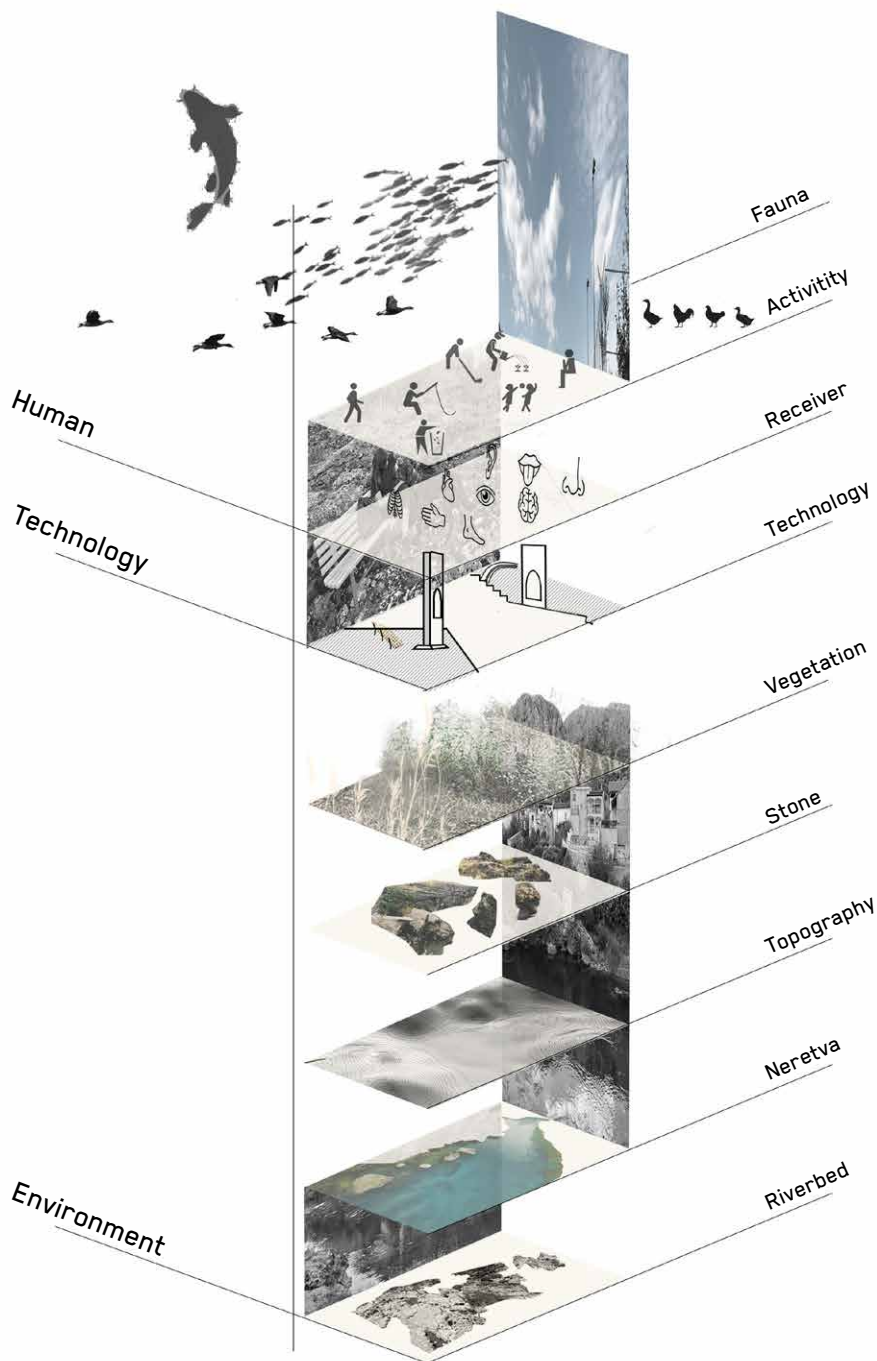 Fauna
Activitity
Human
Receiver
Technology
Technology
Vegetation
Stone
Topography
Neretva
Environment
Riverbed